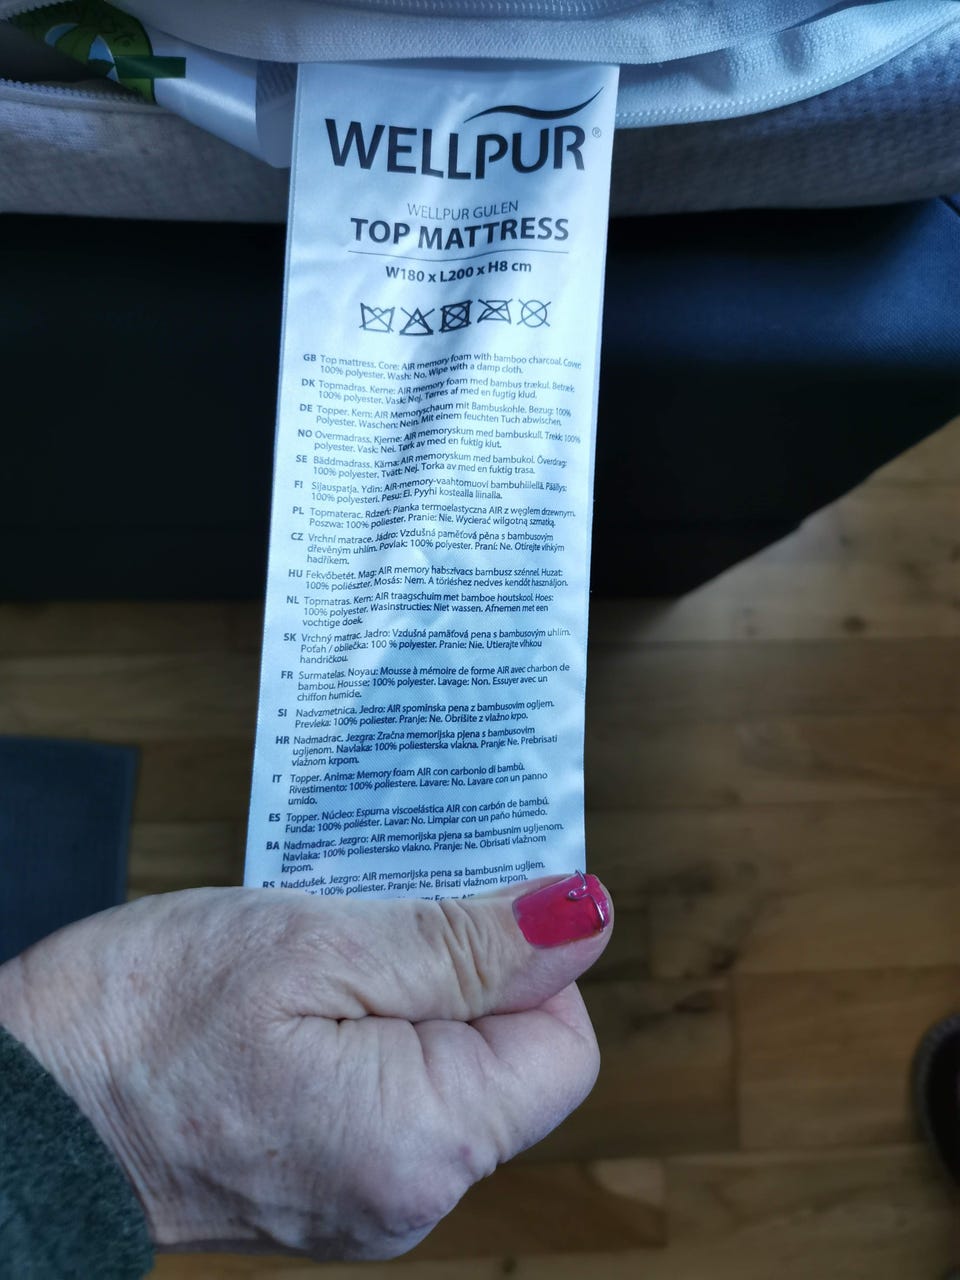 WELLPUR®
WELLPUR GULEN
TOP MATTRESS
W180 x L200 x H8 cm
GB Top mattress. Core: AIR memory foam with bamboo charcoal. Cover:
100% polyester. Wash: No. Wipe with a damp cloth.
DK Topmadras. Kerne: AIR memory foam med bambus trækul. Betræk:
100% polyester. Vask: Nej. Tørres af med en fugtig klud.
DE Topper. Kern: AIR Memoryschaum mit Bambuskohle. Bezug: 100%
Polyester. Waschen: Nein. Mit einem feuchten Tuch abwischen.
NO Overmadrass. Kjerne: AIR memoryskum med bambuskull. Trekk: 100%
polyester. Vask: Nei. Tørk av med en fuktig klut.
SE Bäddmadrass. Kärna: AIR memoryskum med bambukol. Överdrag:
100% polyester. Tvätt: Nej. Torka av med en fuktig trasa.
FI Sijauspatja. Ydin: AIR-memory-vaahtomuovi bambuhiilellä. Päällys:
100% polyesteri. Pesu: Ei. Pyyhi kostealla liinalla.
PL Topmaterac. Rdzeń: Pianka termoelastyczna AIR z węglem drzewnym.
Poszwa: 100% poliester. Pranie: Nie. Wycierać wilgotną szmatką.
CZ Vrchní matrace. Jádro: Vzdušná paměťová pěna s bambusovým
dřevěným uhlím. Povlak: 100% polyester. Praní: Ne. Otírejte vlhkým
hadříkem.
HU Fekvőbetét. Mag: AIR memory habszivacs bambusz szénnel. Huzat:
100% poliészter. Mosás: Nem. A törléshez nedves kendőt használjon.
NL Topmatras. Kern: AIR traagschuim met bamboe houtskool. Hoes:
100% polyester. Wasinstructies: Niet wassen. Afnemen met een
vochtige doek.
SK Vrchný matrac. Jadro: Vzdušná pamäťová pena s bambusovým uhlím.
Poťah / obliečka: 100 % polyester. Pranie: Nie. Utierajte vlhkou
handričkou.
FR Surmatelas. Noyau: Mousse à mémoire de forme AIR avec charbon de
bambou. Housse: 100% polyester. Lavage: Non. Essuyer avec un
chiffon humide.
SI Nadvzmetnica. Jedro: AIR spominska pena z bambusovim ogljem.
Prevleka: 100% poliester. Pranje: Ne. Obrišite z vlažno krpo.
HR Nadmadrac. Jezgra: Zračna memorijska pjena s bambusovim
ugljenom. Navlaka: 100% poliesterska vlakna. Pranje: Ne. Prebrisati
vlažnom krpom.
IT Topper. Anima: Memory foam AIR con carbonio di bambù.
Rivestimento: 100% poliestere. Lavare: No. Lavare con un panno
umido.
ES Topper. Núcleo: Espuma viscoelástica AIR con carbón de bambú.
Funda: 100% poliéster. Lavar: No. Limpiar con un paño húmedo.
BA Nadmadrac. Jezgro: AIR memorijska pjena sa bambusnim ugljenom.
Navlaka: 100% poliestersko vlakno. Pranje: Ne. Obrisati vlažnom
krpom.
RS Naddušek. Jezgro: AIR memorijska pena sa bambusnim ugljem.
100% poliester. Pranje: Ne. Brisati vlažnom krpom.